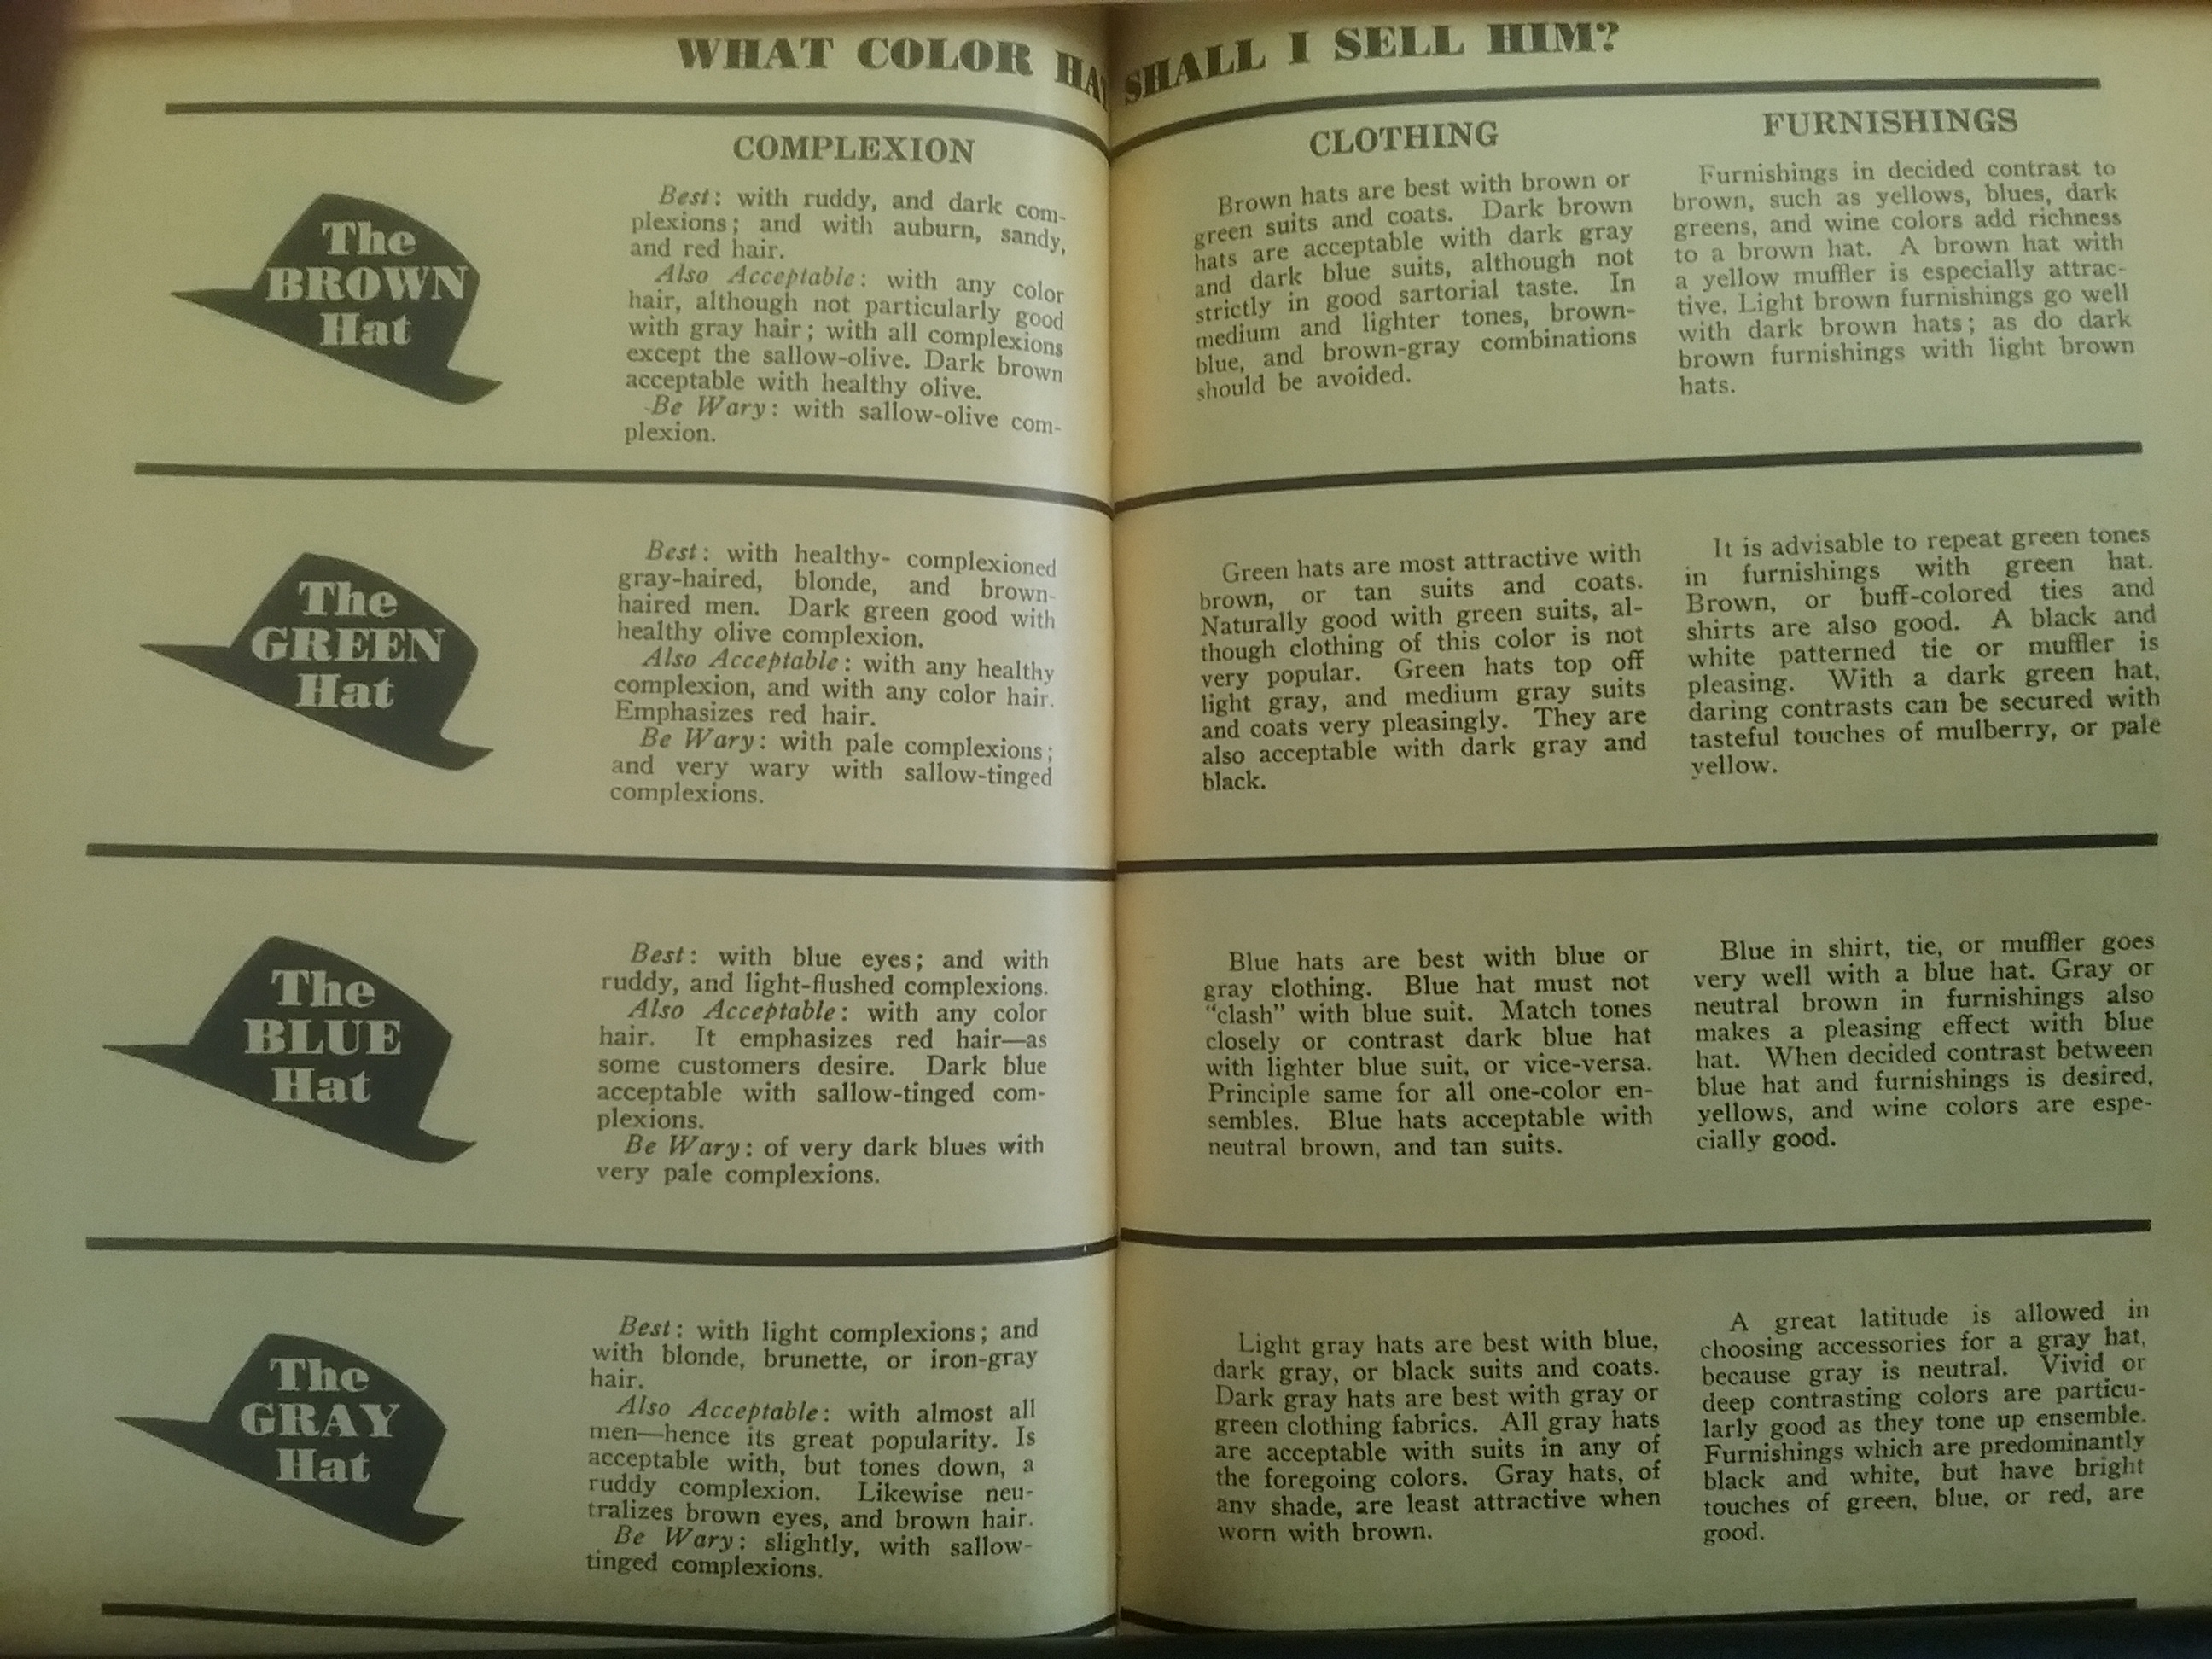 WHAT COLOR HAT SHALL I SELL HIM?
COMPLEXION
CLOTHING
FURNISHINGS
The
BROWN
Hat
Best: with ruddy, and dark com-
plexions; and with auburn, sandy,
and red hair.
Also Acceptable: with any color
hair, although not particularly good
with gray hair; with all complexions
except the sallow-olive. Dark brown
acceptable with healthy olive.
Be Wary: with sallow-olive com-
plexion.
Brown hats are best with brown or
green suits and coats. Dark brown
hats are acceptable with dark gray
and dark blue suits, although not
strictly in good sartorial taste. In
medium and lighter tones, brown-
blue, and brown-gray combinations
should be avoided.
Furnishings in decided contrast to
brown, such as yellows, blues, dark
greens, and wine colors add richness
to a brown hat. A brown hat with
a yellow muffler is especially attrac-
tive. Light brown furnishings go well
with dark brown hats; as do dark
brown furnishings with light brown
hats.
The
GREEN
Hat
Best: with healthy- complexioned
gray-haired, blonde, and brown-
haired men. Dark green good with
healthy olive complexion.
Also Acceptable: with any healthy
complexion, and with any color hair.
Emphasizes red hair.
Be Wary: with pale complexions;
and very wary with sallow-tinged
complexions.
Green hats are most attractive with
brown, or tan suits and coats.
Naturally good with green suits, al-
though clothing of this color is not
very popular. Green hats top off
light gray, and medium gray suits
and coats very pleasingly. They are
also acceptable with dark gray and
black.
It is advisable to repeat green tones
in furnishings with green hat.
Brown, or buff-colored ties and
shirts are also good. A black and
white patterned tie or muffler is
pleasing. With a dark green hat,
daring contrasts can be secured with
tasteful touches of mulberry, or pale
yellow.
The
BLUE
Hat
Best: with blue eyes; and with
ruddy, and light-flushed complexions.
Also Acceptable: with any color
hair. It emphasizes red hair—as
some customers desire. Dark blue
acceptable with sallow-tinged com-
plexions.
Be Wary: of very dark blues with
very pale complexions.
Blue hats are best with blue or
gray clothing. Blue hat must not
"clash" with blue suit. Match tones
closely or contrast dark blue hat
with lighter blue suit, or vice-versa.
Principle same for all one-color en-
sembles. Blue hats acceptable with
neutral brown, and tan suits.
Blue in shirt, tie, or muffler goes
very well with a blue hat. Gray or
neutral brown in furnishings also
makes a pleasing effect with blue
hat. When decided contrast between
blue hat and furnishings is desired,
yellows, and wine colors are espe-
cially good.
The
GRAY
Hat
Best: with light complexions; and
with blonde, brunette, or iron-gray
hair.
Also Acceptable: with almost all
men—hence its great popularity. Is
acceptable with, but tones down, a
ruddy complexion. Likewise neu-
tralizes brown eyes, and brown hair.
Be Wary: slightly, with sallow-
tinged complexions.
Light gray hats are best with blue,
dark gray, or black suits and coats.
Dark gray hats are best with gray or
green clothing fabrics. All gray hats
are acceptable with suits in any of
the foregoing colors. Gray hats, of
any shade, are least attractive when
worn with brown.
A great latitude is allowed in
choosing accessories for a gray hat,
because gray is neutral. Vivid or
deep contrasting colors are particu-
larly good as they tone up ensemble.
Furnishings which are predominantly
black and white, but have bright
touches of green, blue, or red, are
good.